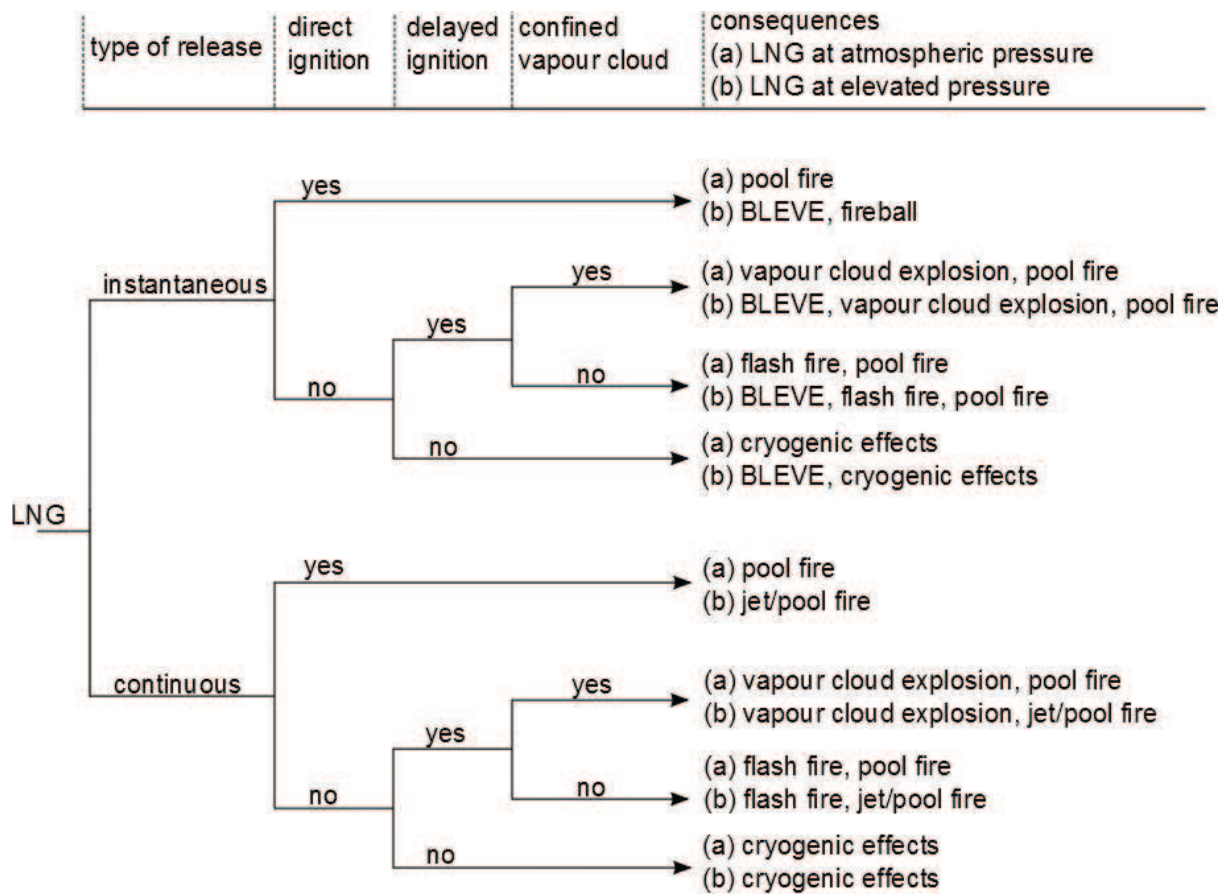 type of release
direct
ignition
delayed
ignition
confined
vapour cloud
consequences
(a) LNG at atmospheric pressure
(b) LNG at elevated pressure
yes
(a) pool fire
(b) BLEVE, fireball
instantaneous
yes
(a) vapour cloud explosion, pool fire
(b) BLEVE, vapour cloud explosion, pool fire
yes
no
(a) flash fire, pool fire
(b) BLEVE, flash fire, pool fire
no
no
(a) cryogenic effects
(b) BLEVE, cryogenic effects
LNG
yes
(a) pool fire
(b) jet/pool fire
continuous
yes
(a) vapour cloud explosion, pool fire
(b) vapour cloud explosion, jet/pool fire
yes
no
(a) flash fire, pool fire
(b) flash fire, jet/pool fire
no
no
(a) cryogenic effects
(b) cryogenic effects